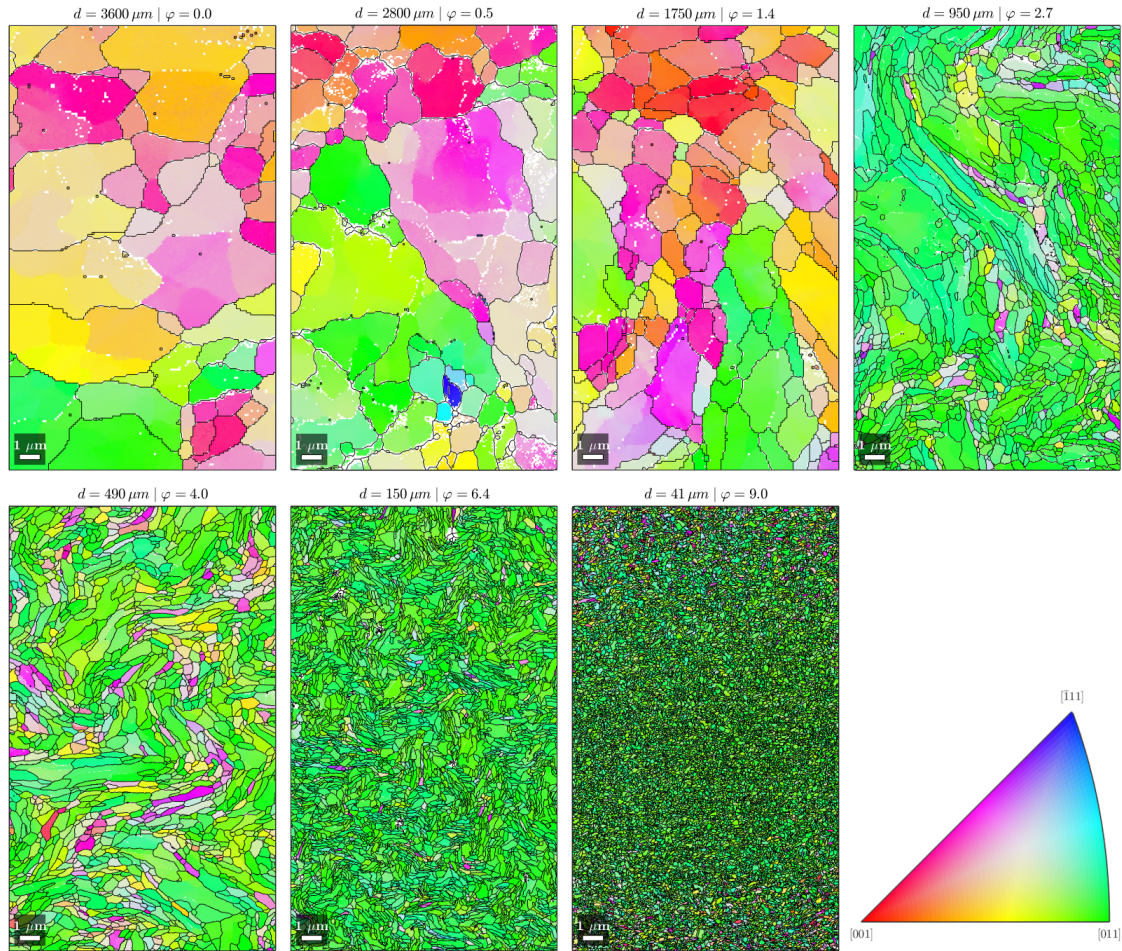 d = 3600 μm | φ = 0.0
d = 2800 μm | φ = 0.5
d = 1750 μm | φ = 1.4
d = 950 μm | φ = 2.7
1 μm
1 μm
1 μm
1 μm
d = 490 μm | φ = 4.0
d = 150 μm | φ = 6.4
d = 41 μm | φ = 9.0
[1̄11]
1 μm
1 μm
1 μm
[001]
[011]